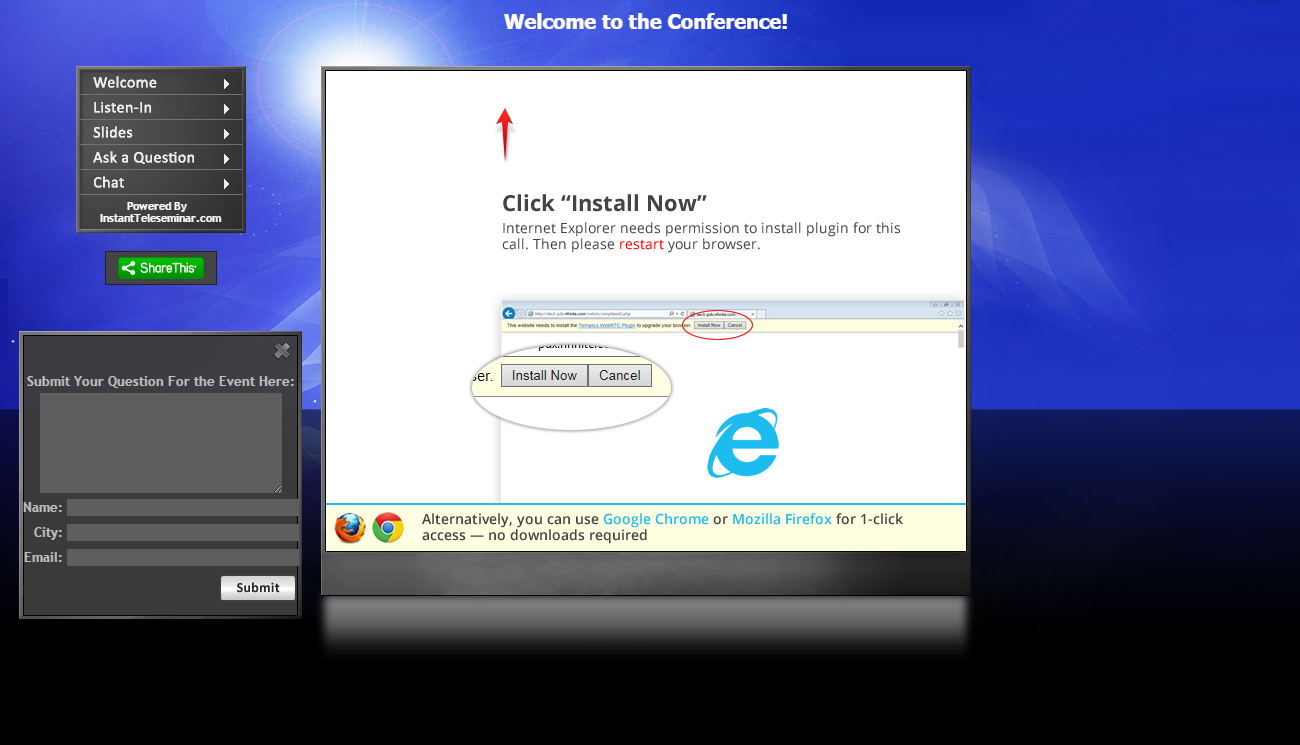 Welcome to the Conference!
Welcome
Listen-In
Slides
Ask a Question
Chat
Powered By
InstantTeleseminar.com
ShareThis
Submit Your Question For the Event Here:
Name:
City:
Email:
Submit
Click “Install Now”
Internet Explorer needs permission to install plugin for this
call. Then please restart your browser.
This website needs to install the Temasys WebRTC Plugin to upgrade your browser. Install Now Cancel
ser. Install Now Cancel
Alternatively, you can use Google Chrome or Mozilla Firefox for 1-click
access — no downloads required